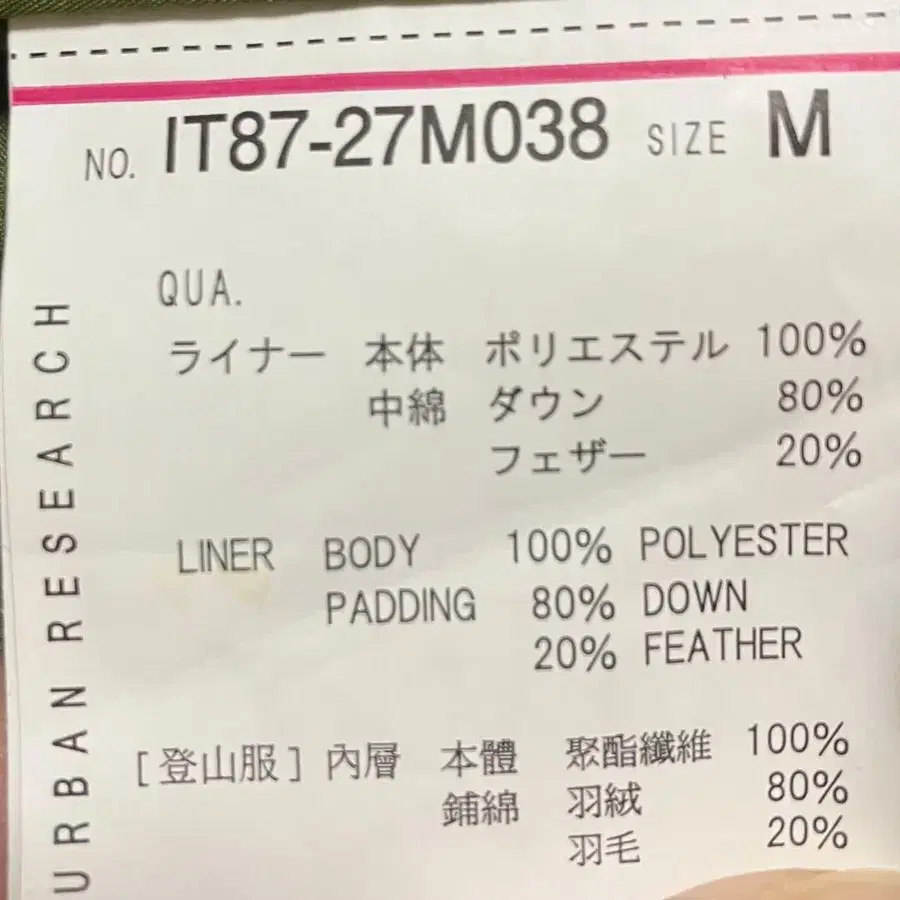 NO. IT87-27M038 SIZE M
QUA.
ライナー 本体 ポリエステル 100%
中綿 ダウン 80%
フェザー 20%
LINER BODY 100% POLYESTER
PADDING 80% DOWN
20% FEATHER
[登山服] 內層 本體 聚酯纖維 100%
鋪綿 羽絨 80%
羽毛 20%
URBAN RESEARCH